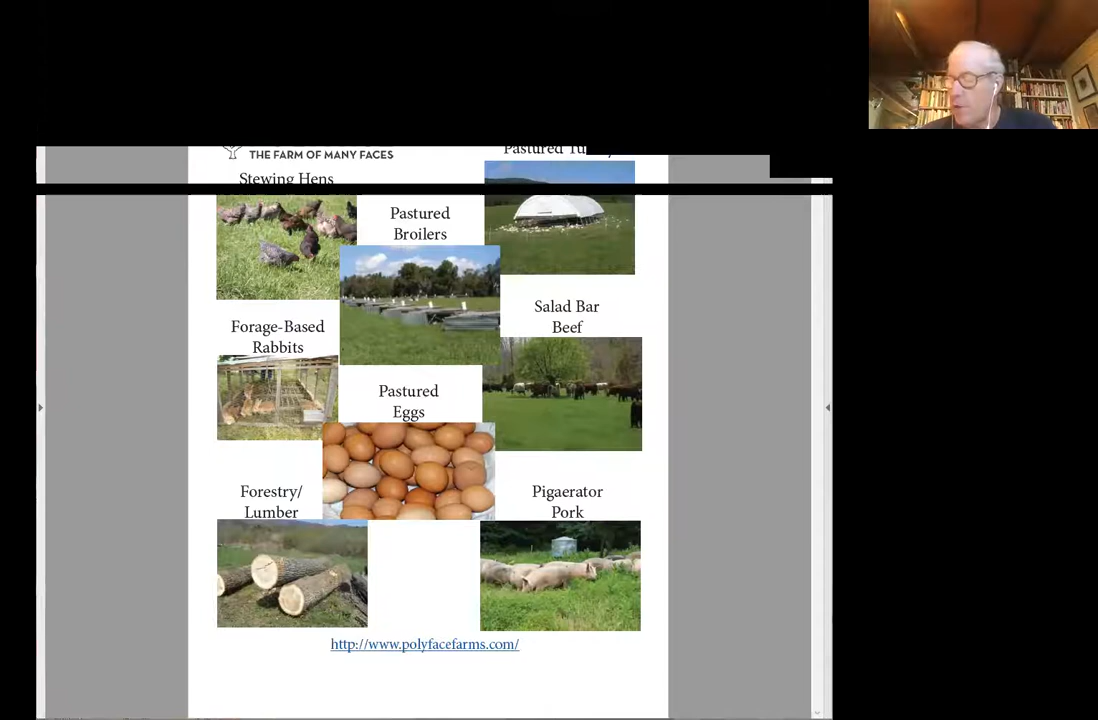 Pastured
THE FARM OF MANY FACES
Stewing Hens
Pastured
Broilers
Salad Bar
Beef
Forage-Based
Rabbits
Pastured
Eggs
Forestry/
Lumber
Pigaerator
Pork
http://www.polyfacefarms.com/